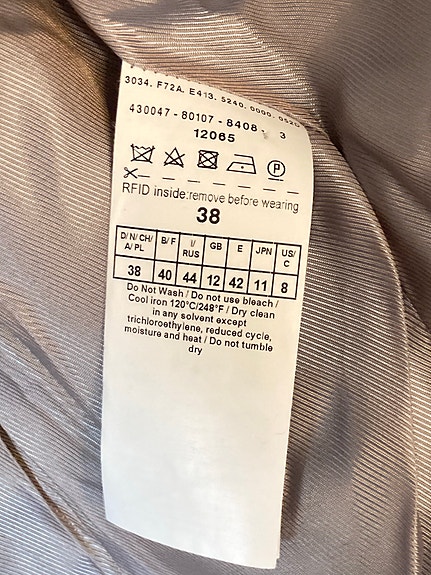 3034. F72A. E413. 5240. 0000. 0520
430047 - 80107 - 8408 - 3
12065
P
RFID inside:remove before wearing
38
D/N/CH/A/PL B/F I/RUS GB E JPN US/C
38 40 44 12 42 11 8
Do Not Wash / Do not use bleach /
Cool iron 120°C/248°F / Dry clean
in any solvent except
trichloroethylene, reduced cycle,
moisture and heat / Do not tumble
dry